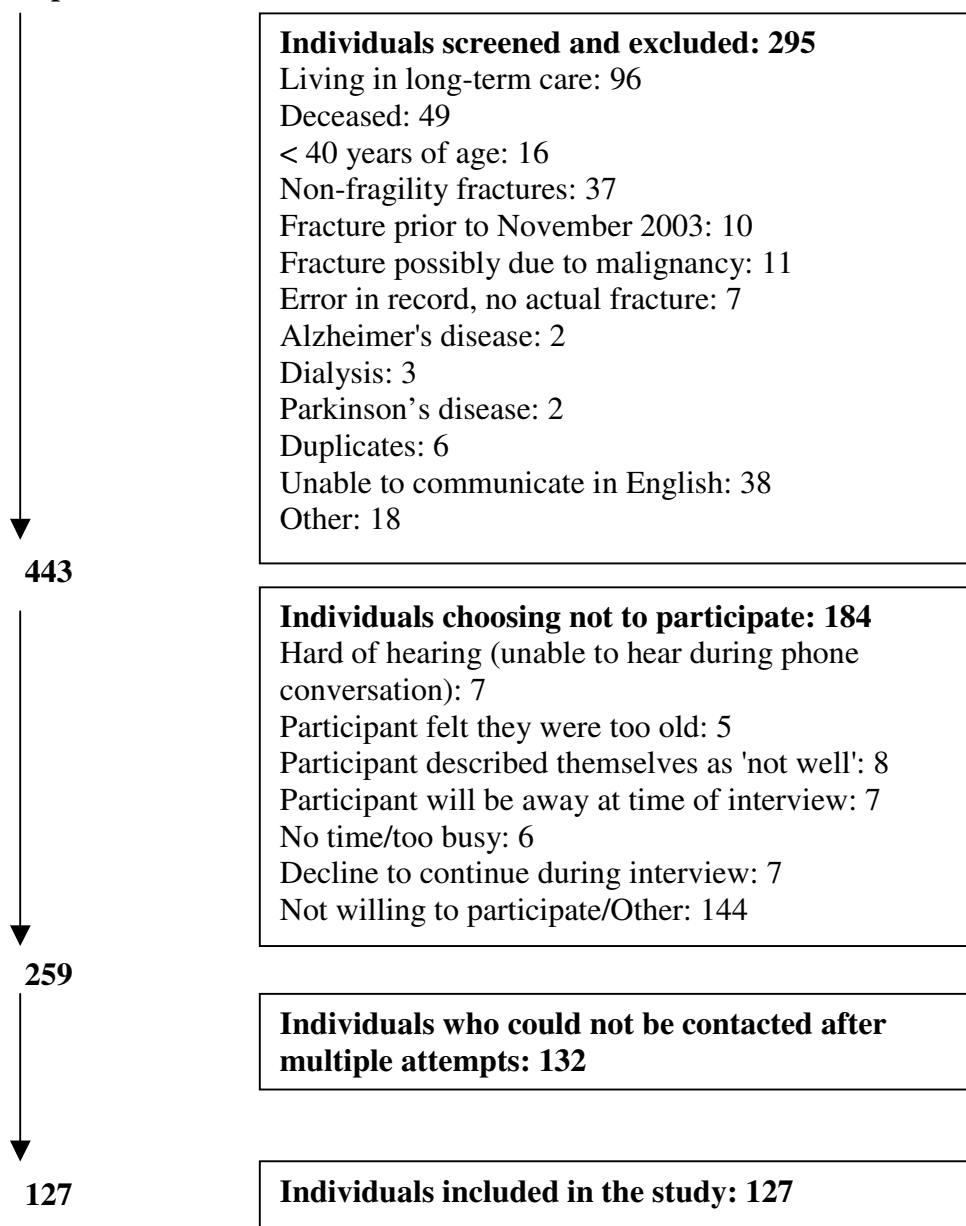 Individuals screened and excluded: 295
Living in long-term care: 96
Deceased: 49
< 40 years of age: 16
Non-fragility fractures: 37
Fracture prior to November 2003: 10
Fracture possibly due to malignancy: 11
Error in record, no actual fracture: 7
Alzheimer's disease: 2
Dialysis: 3
Parkinson’s disease: 2
Duplicates: 6
Unable to communicate in English: 38
Other: 18
443
Individuals choosing not to participate: 184
Hard of hearing (unable to hear during phone
conversation): 7
Participant felt they were too old: 5
Participant described themselves as 'not well': 8
Participant will be away at time of interview: 7
No time/too busy: 6
Decline to continue during interview: 7
Not willing to participate/Other: 144
259
Individuals who could not be contacted after
multiple attempts: 132
127
Individuals included in the study: 127